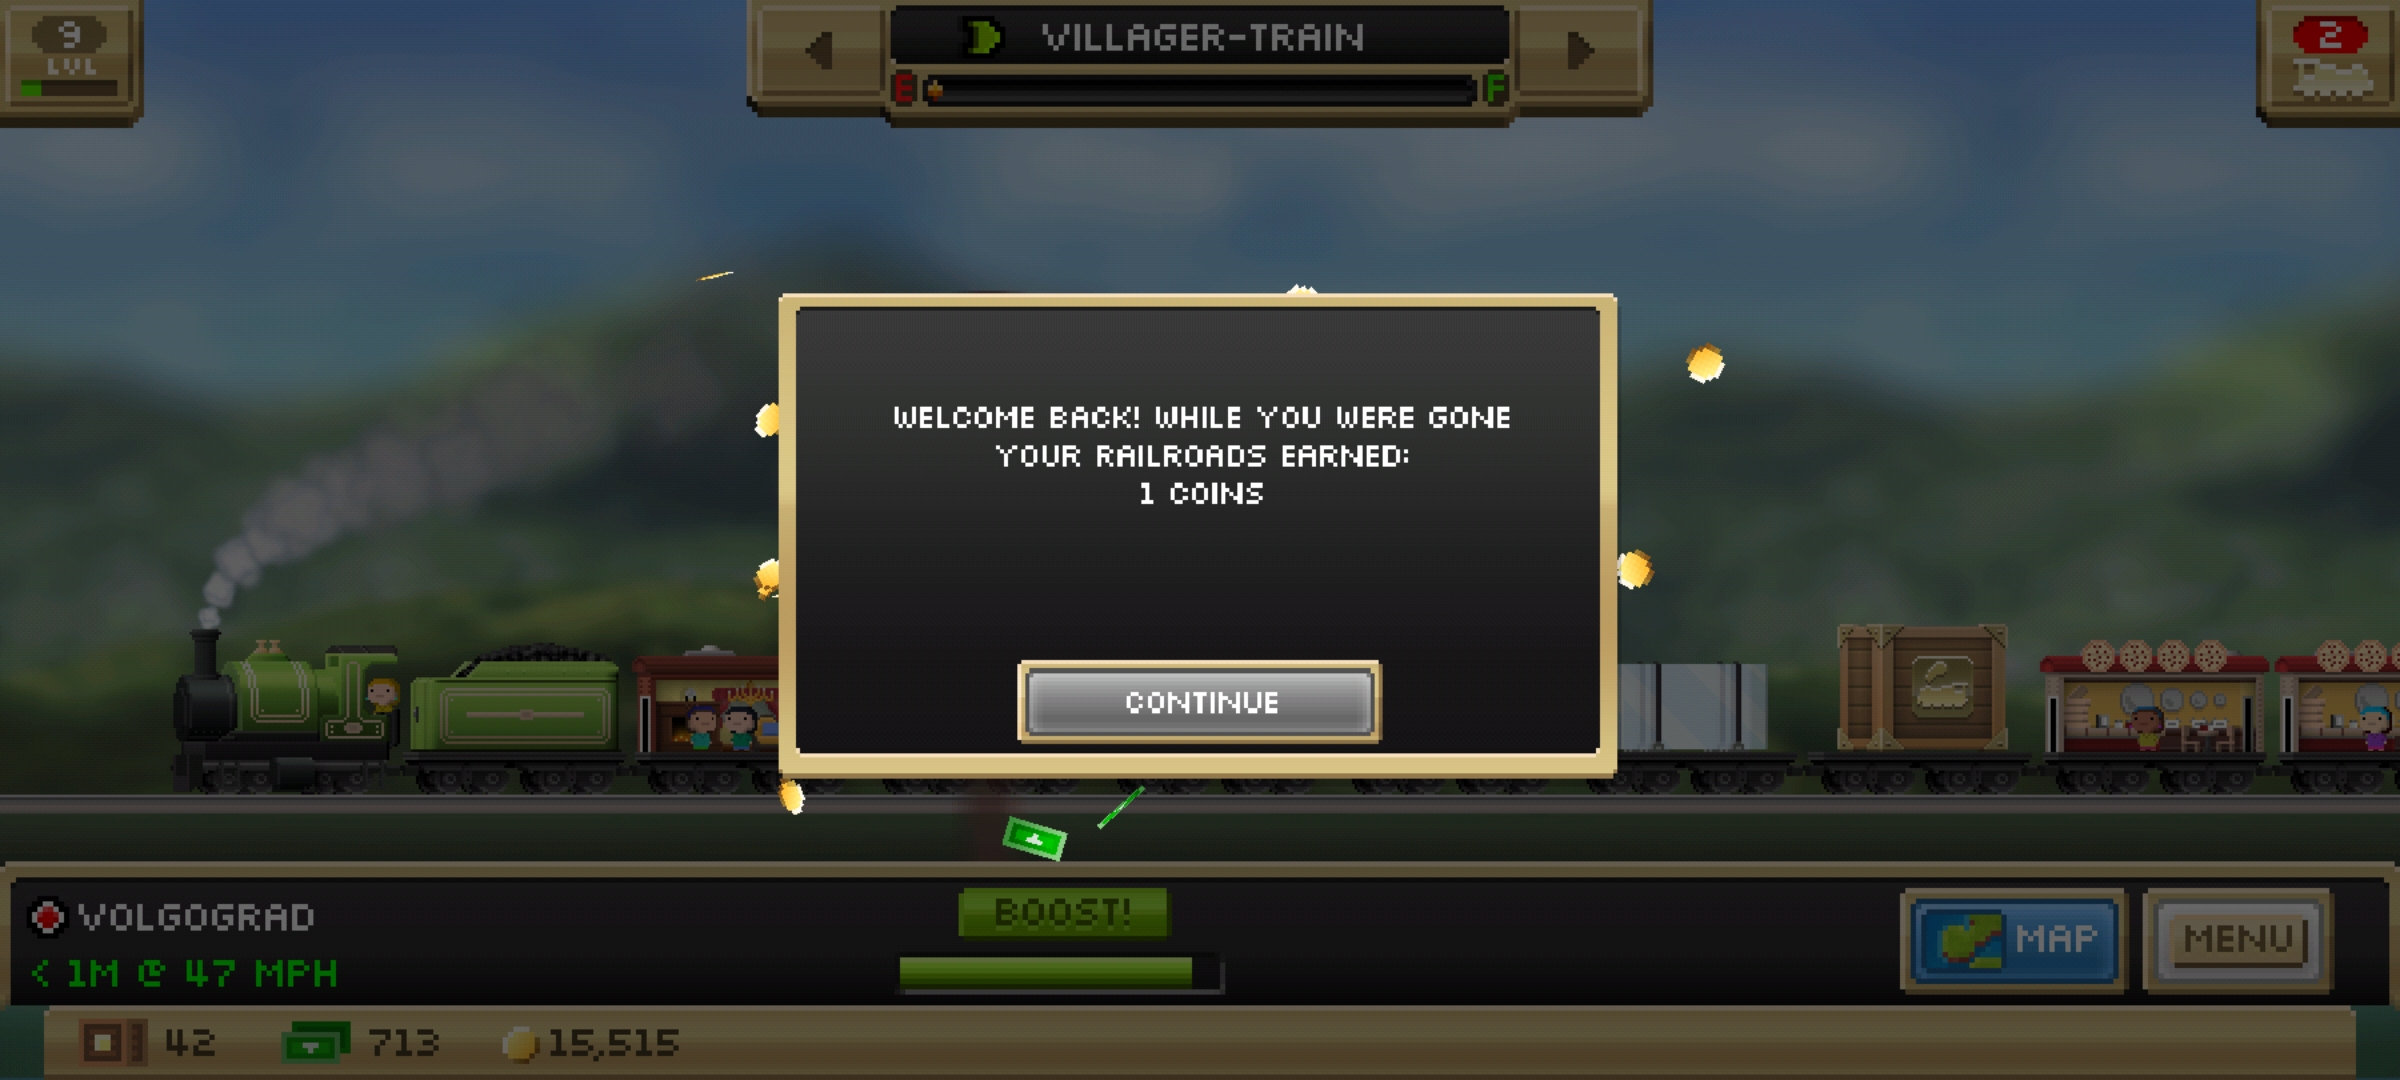 9
LVL
VILLAGER-TRAIN
E F
2
WELCOME BACK! WHILE YOU WERE GONE
YOUR RAILROADS EARNED:
1 COINS
CONTINUE
VOLGOGRAD
< 1M @ 47 MPH
BOOST!
MAP
MENU
42
713
15,515